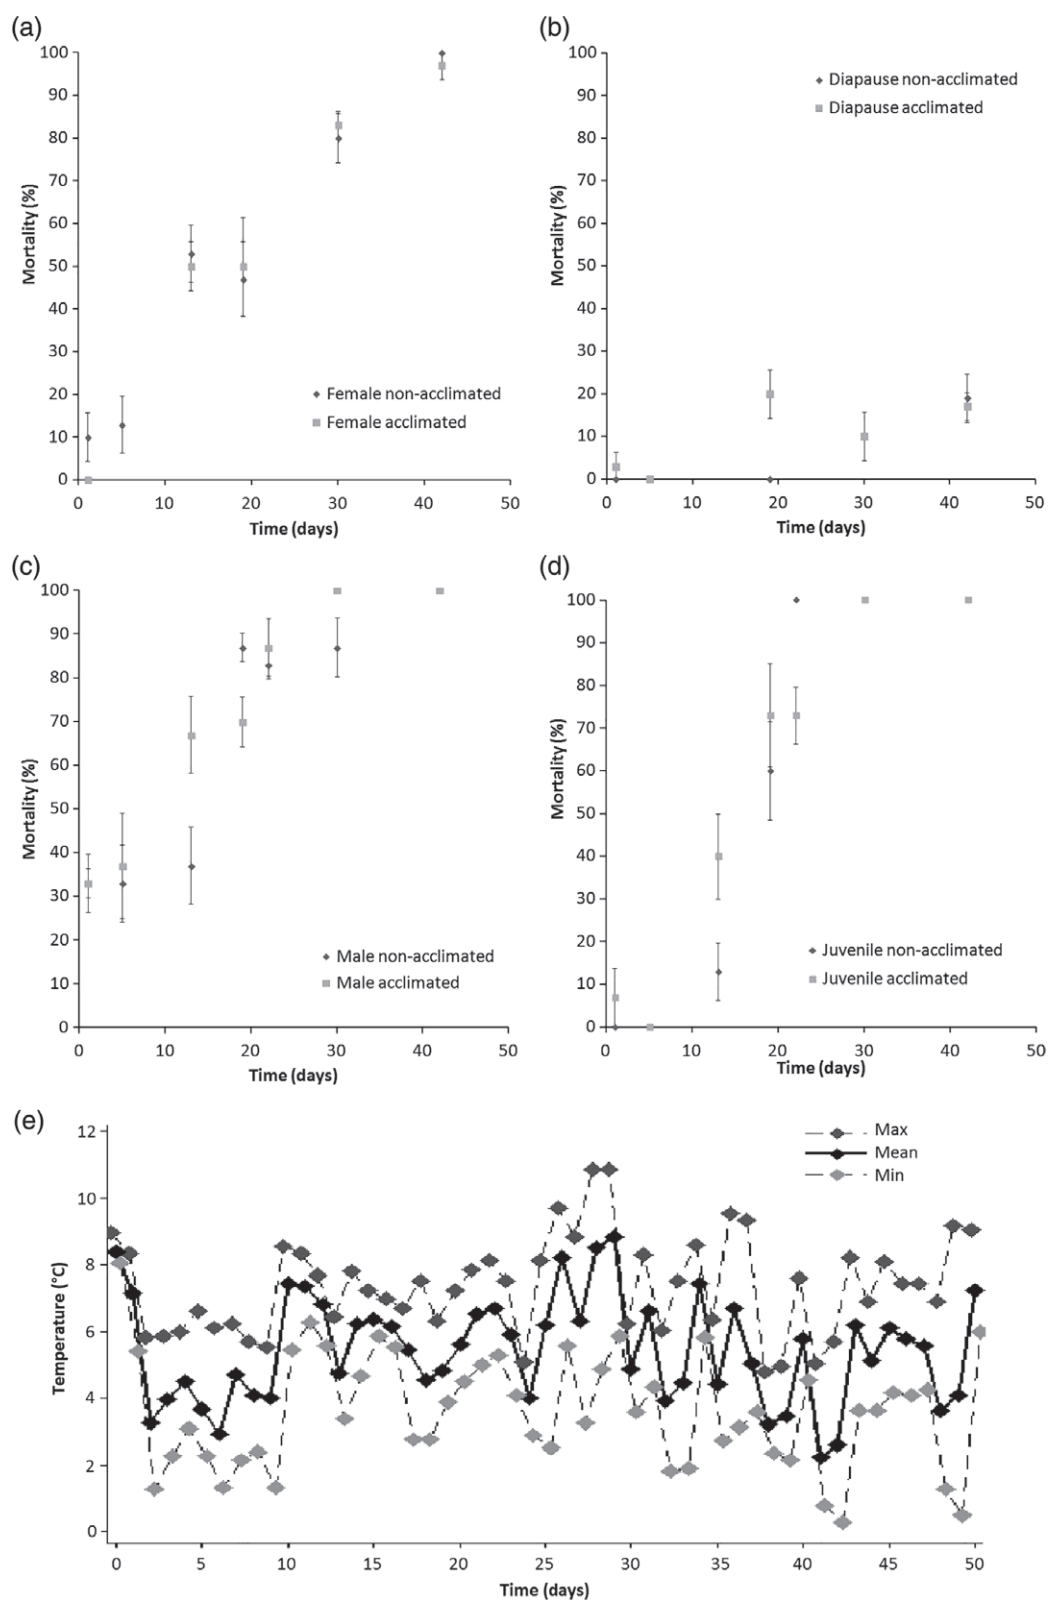 (a)
100
90
80
70
60
50
40
30
20
10
0
Mortality (%)
Female non-acclimated
Female acclimated
0 10 20 30 40 50
Time (days)
(b)
100
90
80
70
60
50
40
30
20
10
0
Mortality (%)
Diapause non-acclimated
Diapause acclimated
0 10 20 30 40 50
Time (days)
(c)
100
90
80
70
60
50
40
30
20
10
0
Mortality (%)
Male non-acclimated
Male acclimated
0 10 20 30 40 50
Time (days)
(d)
100
90
80
70
60
50
40
30
20
10
0
Mortality (%)
Juvenile non-acclimated
Juvenile acclimated
0 10 20 30 40 50
Time (days)
(e)
12
10
8
6
4
2
0
Temperature (°C)
Max
Mean
Min
0 5 10 15 20 25 30 35 40 45 50
Time (days)